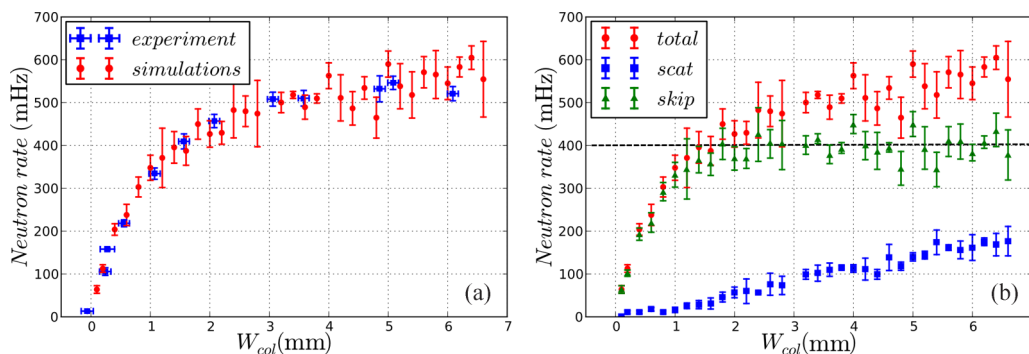 700
600
500
400
300
200
100
0
Neutron rate (mHz)
experiment
simulations
(a)
0 1 2 3 4 5 6 7
W_col(mm)
700
600
500
400
300
200
100
0
Neutron rate (mHz)
total
scat
skip
(b)
0 1 2 3 4 5 6 7
W_col(mm)